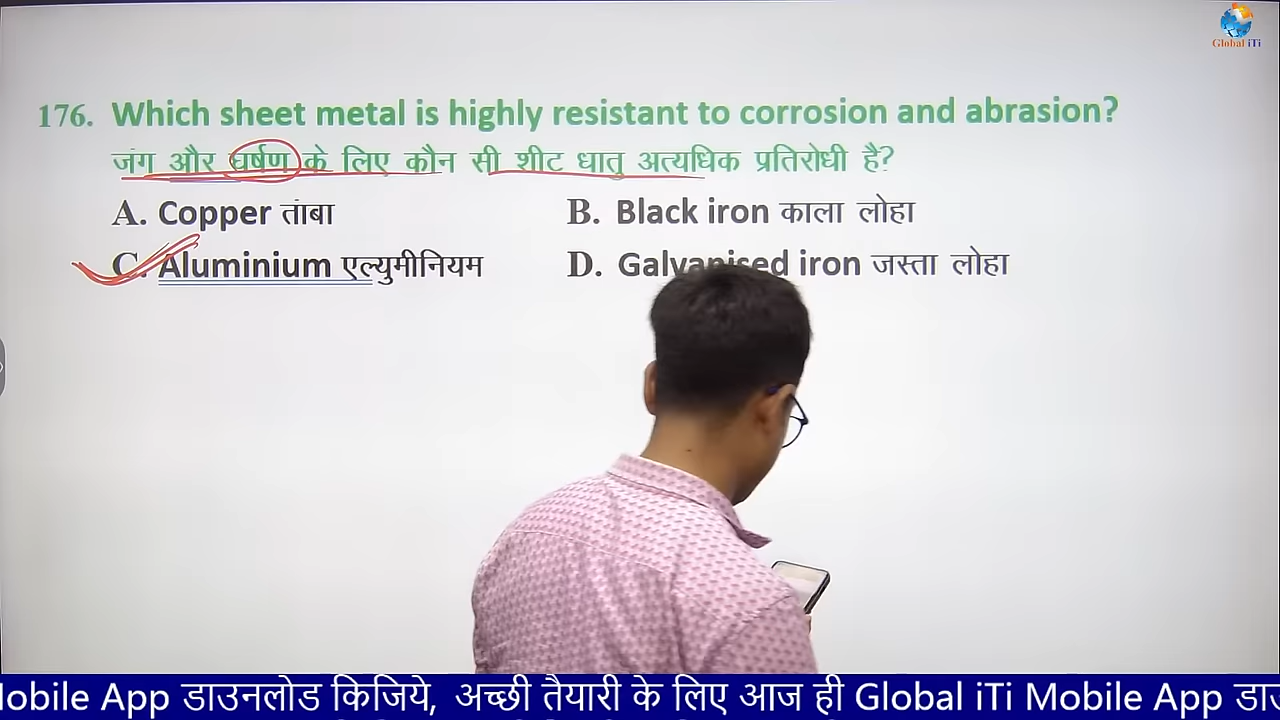 Global iTi
176. Which sheet metal is highly resistant to corrosion and abrasion?
जंग और घर्षण के लिए कौन सी शीट धातु अत्यधिक प्रतिरोधी है?
A. Copper तांबा
B. Black iron काला लोहा
C. Aluminium एल्युमीनियम
D. Galvanised iron जस्ता लोहा
Mobile App डाउनलोड किजिये, अच्छी तैयारी के लिए आज ही Global iTi Mobile App